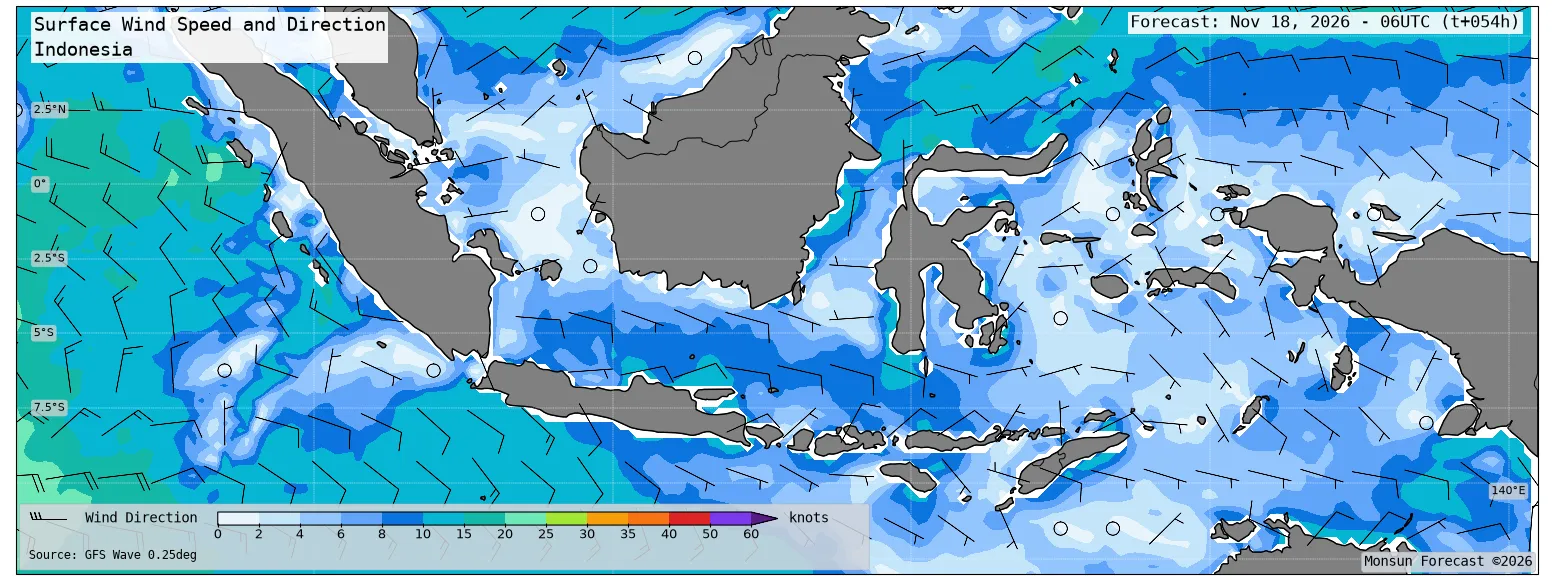 Surface Wind Speed and Direction
Indonesia
Forecast: Nov 18, 2026 - 06UTC (t+054h)
2.5°N
0°
2.5°S
5°S
7.5°S
140°E
Wind Direction
0 2 4 6 8 10 15 20 25 30 35 40 50 60
knots
Source: GFS Wave 0.25deg
Monsun Forecast ©2026